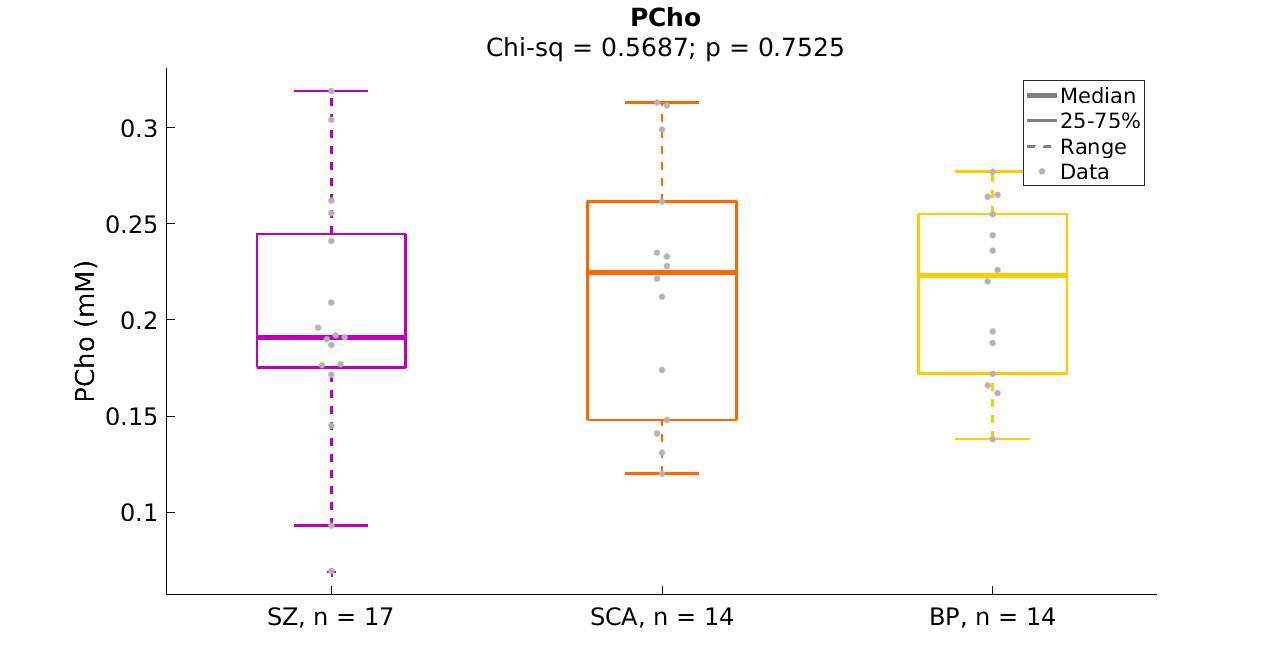 PCho
Chi-sq = 0.5687; p = 0.7525
Median
25-75%
Range
Data
PCho (mM)
0.3
0.25
0.2
0.15
0.1
SZ, n = 17
SCA, n = 14
BP, n = 14